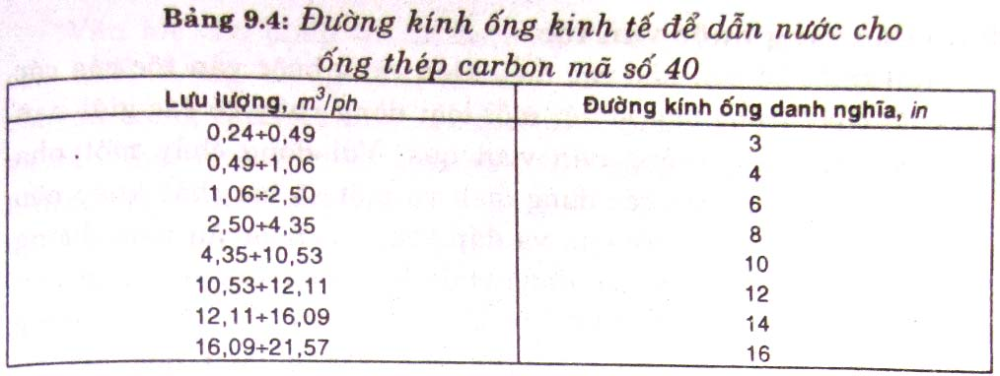 Bảng 9.4: Đường kính ống kinh tế để dẫn nước cho
ống thép carbon mã số 40
Lưu lượng, m³/ph Đường kính ống danh nghĩa, in
0,24÷0,49 3
0,49÷1,06 4
1,06÷2,50 6
2,50÷4,35 8
4,35÷10,53 10
10,53÷12,11 12
12,11÷16,09 14
16,09÷21,57 16